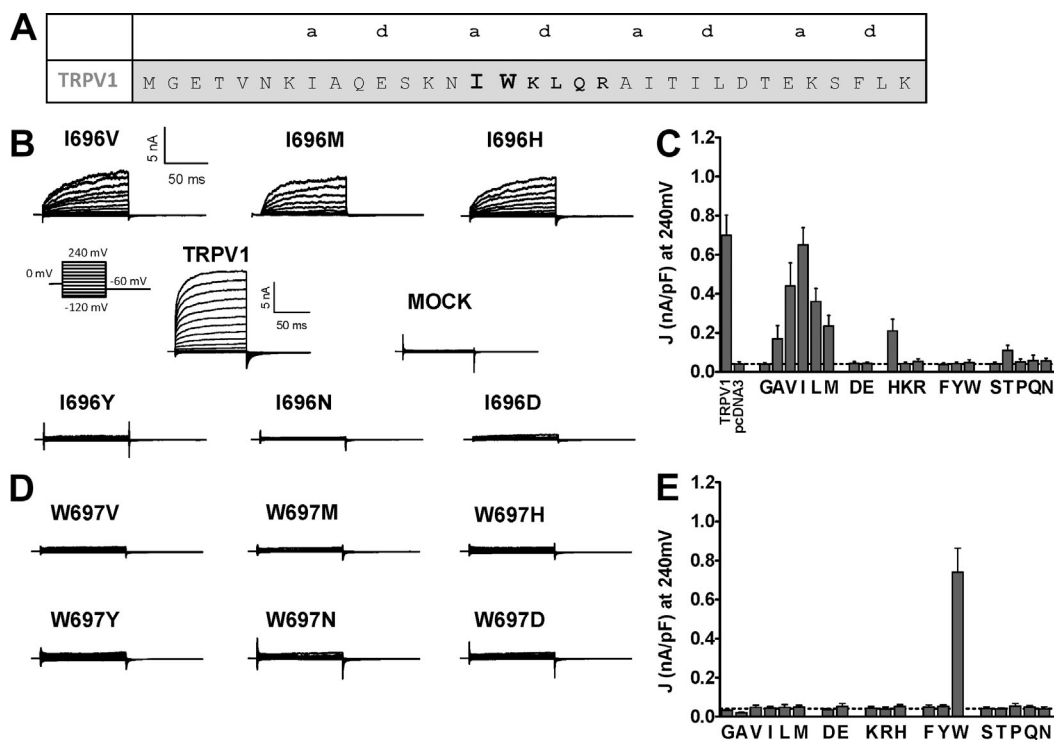 A
a d a d a d a d
TRPV1 M G E T V N K I A Q E S K N I W K L Q R A I T I L D T E K S F L K
B
I696V I696M I696H
5 nA
50 ms
240 mV
0 mV
-60 mV
-120 mV
TRPV1
5 nA
50 ms
MOCK
I696Y I696N I696D
C
J (nA/pF) at 240mV
1.2
1.0
0.8
0.6
0.4
0.2
0.0
TRPV1
pcDNA3
GAVILM DE HKR FYW STPQN
D
W697V W697M W697H
W697Y W697N W697D
E
J (nA/pF) at 240mV
1.2
1.0
0.8
0.6
0.4
0.2
0.0
GAVILM DE KRH FYW STPQN